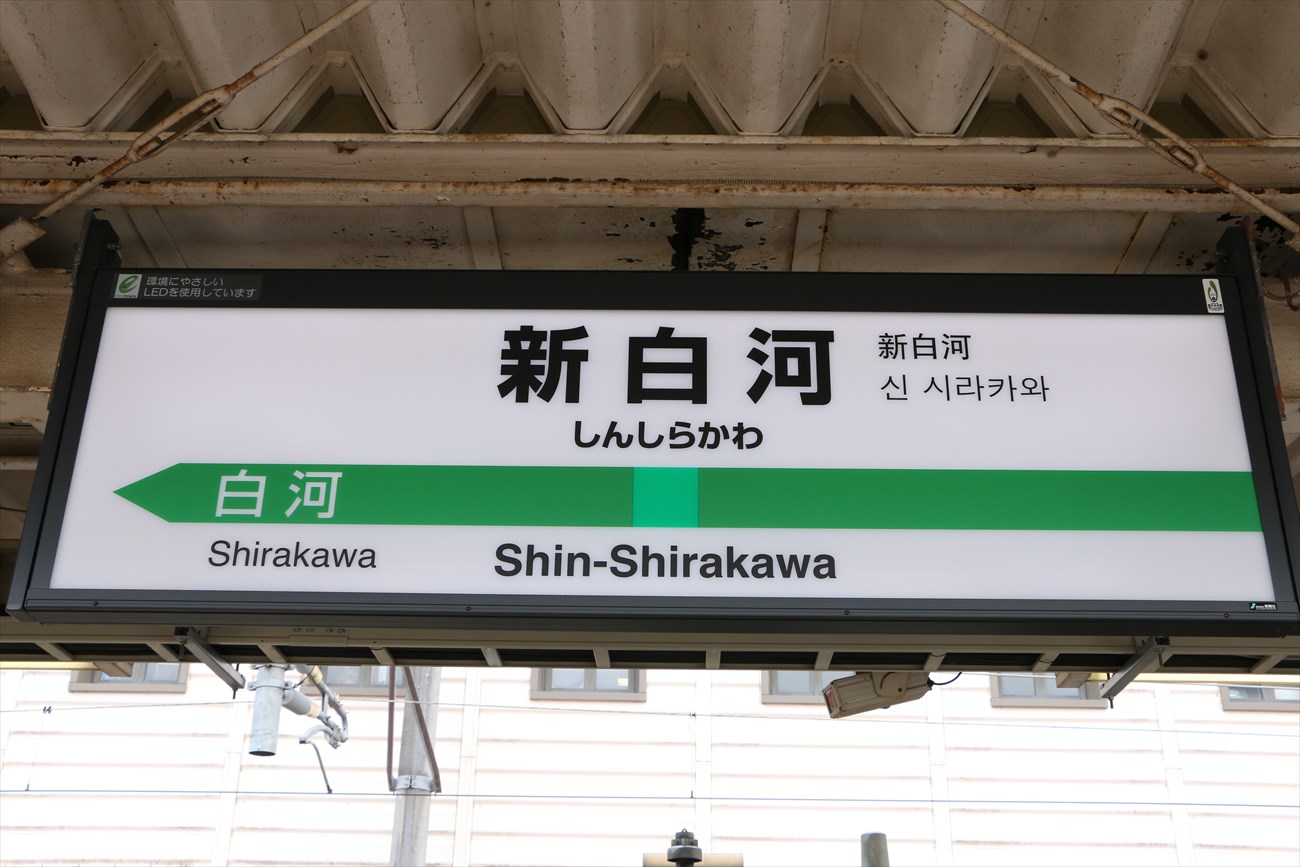 環境にやさしい
LEDを使用しています
新白河
新白河
신 시라카와
しんしらかわ
白河
Shirakawa
Shin-Shirakawa